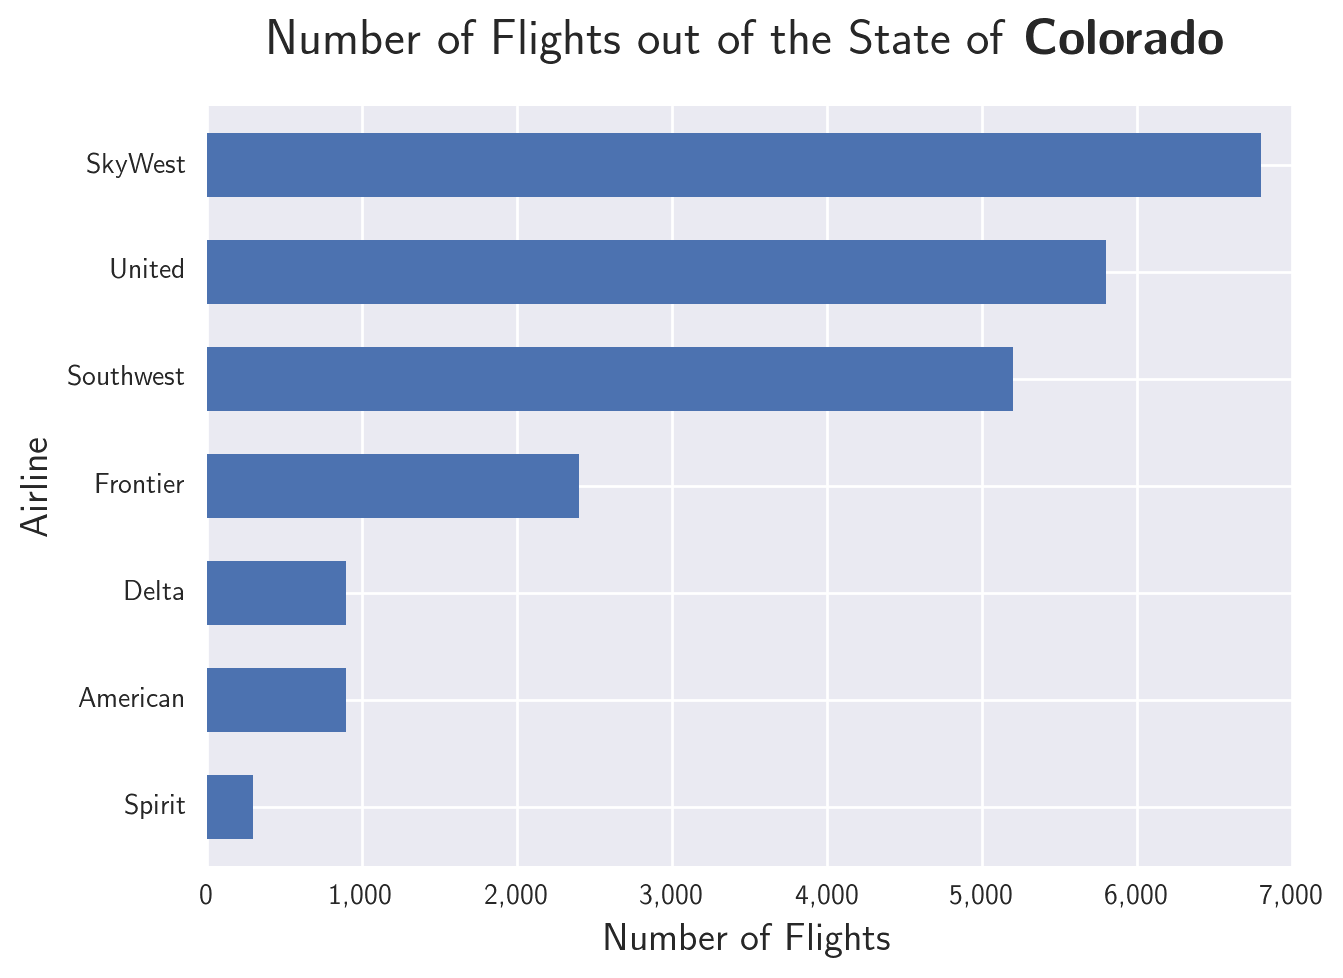 Number of Flights out of the State of Colorado
SkyWest
United
Southwest
Frontier
Delta
American
Spirit
Airline
0 1,000 2,000 3,000 4,000 5,000 6,000 7,000
Number of Flights